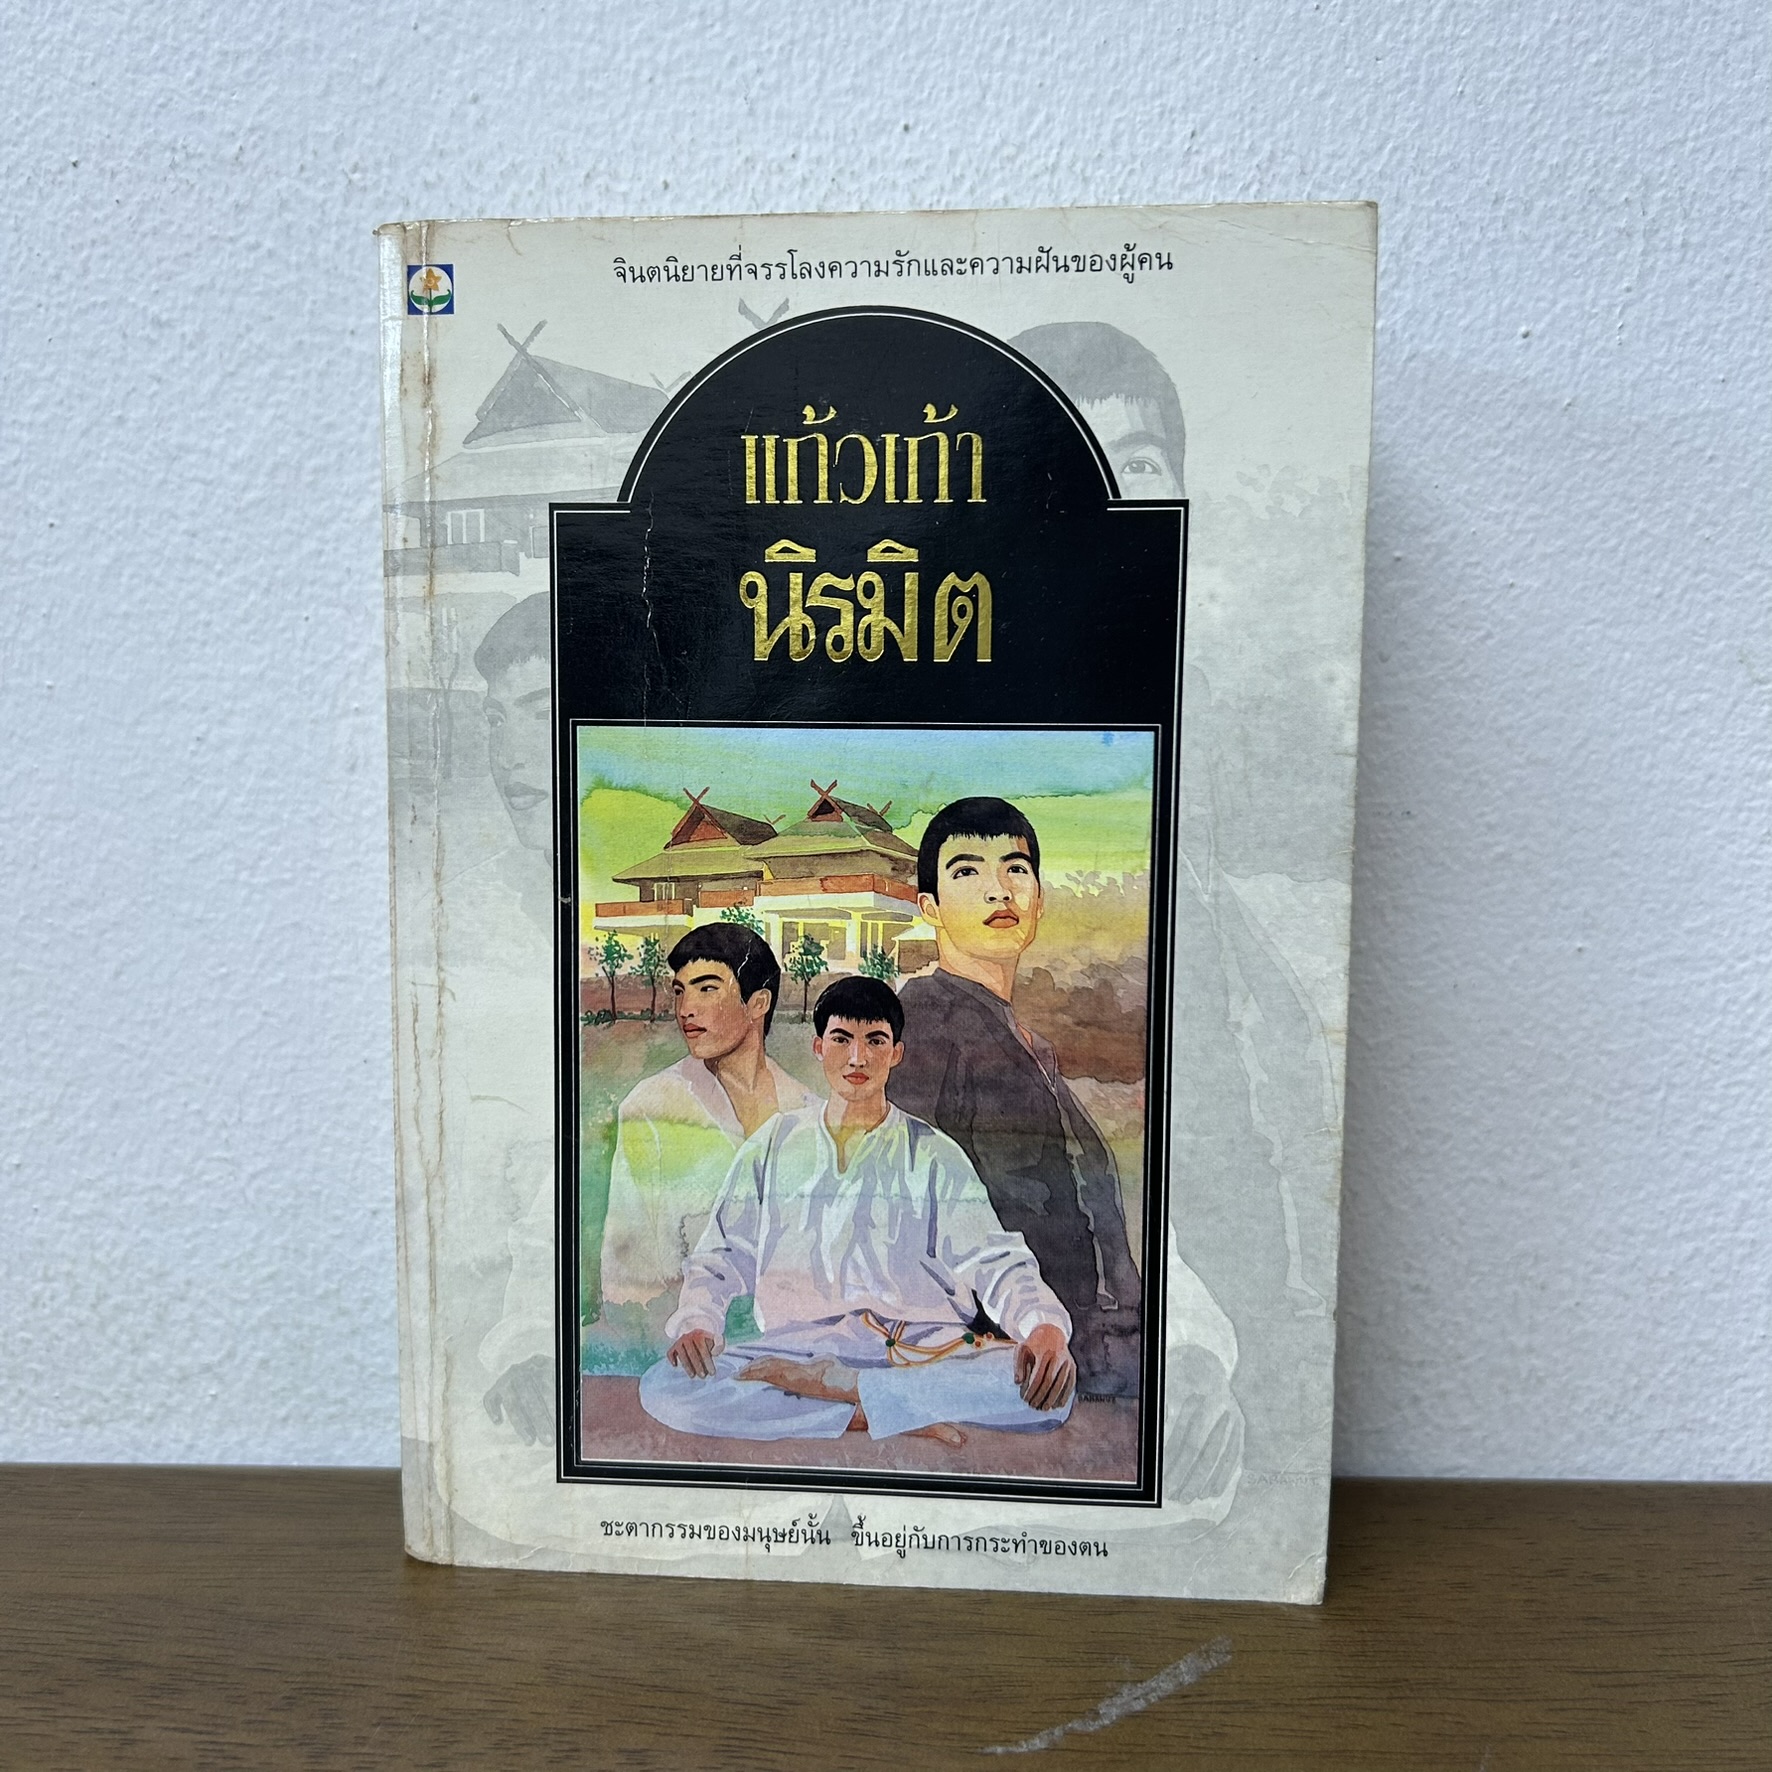 จินตนิยายที่จรรโลงความรักและความฝันของผู้คน
แก้วเก้า
นิรมิต
SARAWUT
ชะตากรรมของมนุษย์นั้น ขึ้นอยู่กับการกระทำของตน